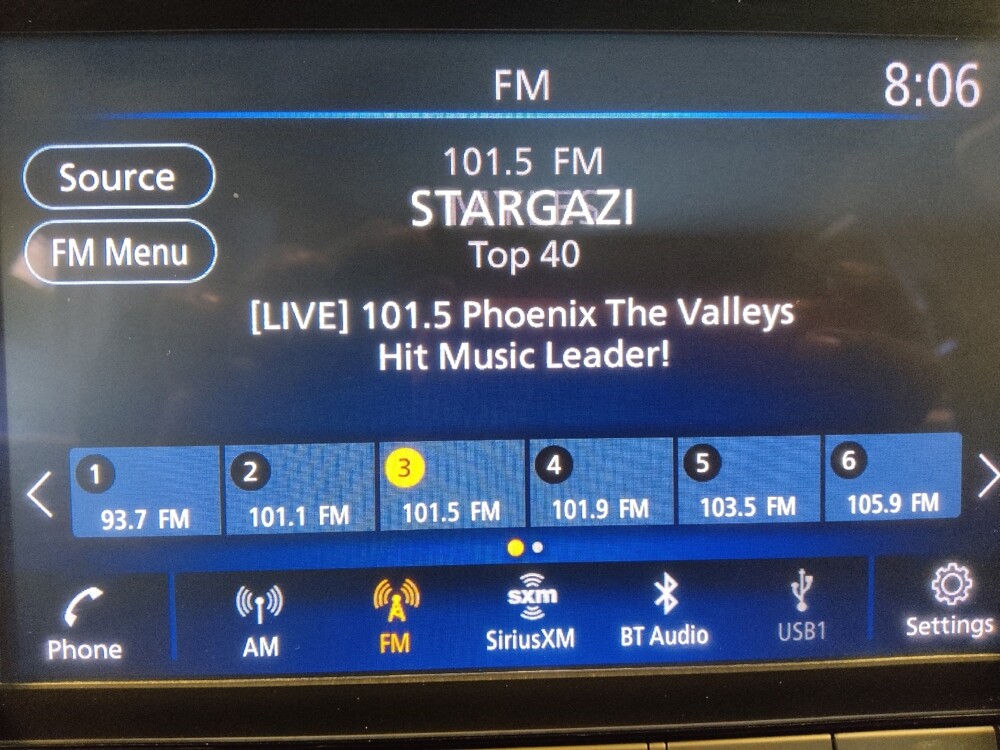 FM
8:06
Source
FM Menu
101.5 FM
STARGAZI
Top 40
[LIVE] 101.5 Phoenix The Valleys
Hit Music Leader!
1
93.7 FM
2
101.1 FM
3
101.5 FM
4
101.9 FM
5
103.5 FM
6
105.9 FM
Phone
AM
FM
sxm
SiriusXM
BT Audio
USB1
Settings